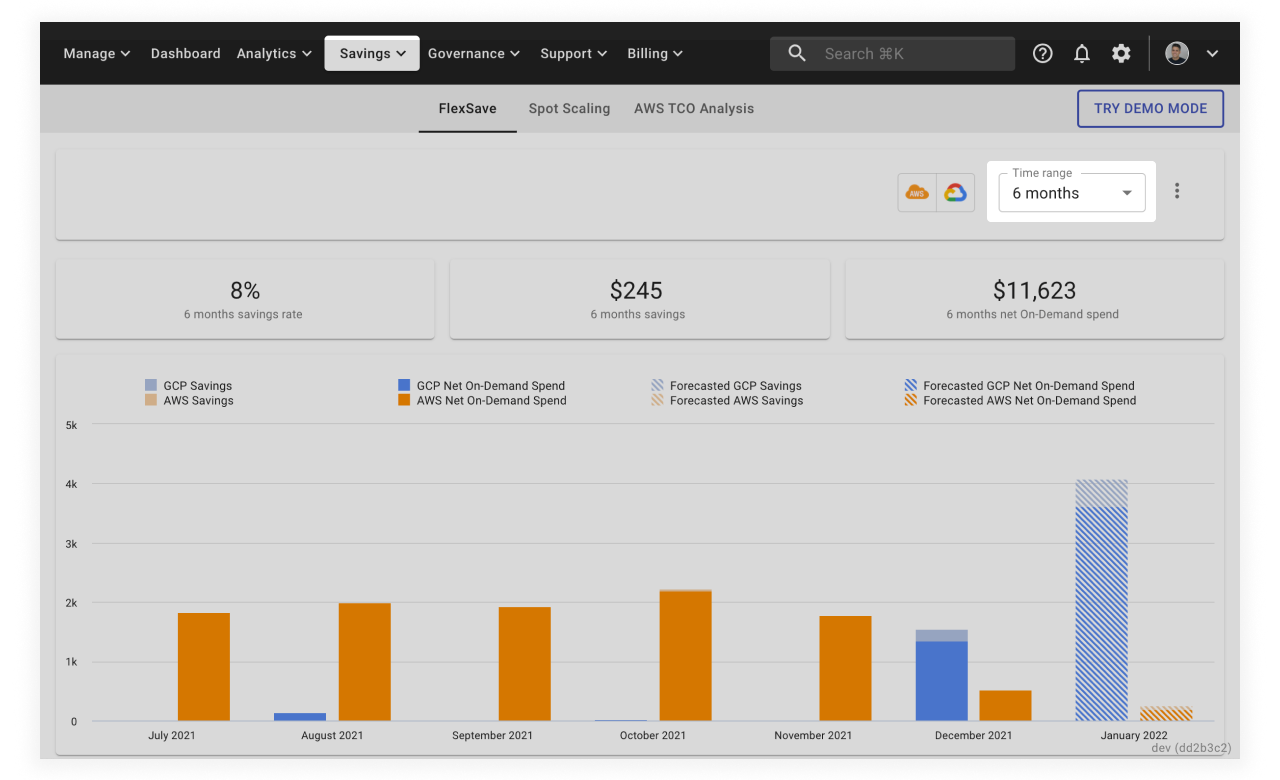 Manage Dashboard Analytics Savings Governance Support Billing Search ⌘K
FlexSave Spot Scaling AWS TCO Analysis TRY DEMO MODE
AWS
Time range
6 months
8%
6 months savings rate
$245
6 months savings
$11,623
6 months net On-Demand spend
GCP Savings GCP Net On-Demand Spend Forecasted GCP Savings Forecasted GCP Net On-Demand Spend
AWS Savings AWS Net On-Demand Spend Forecasted AWS Savings Forecasted AWS Net On-Demand Spend
5k
4k
3k
2k
1k
0
July 2021 August 2021 September 2021 October 2021 November 2021 December 2021 January 2022
dev (dd2b3c2)